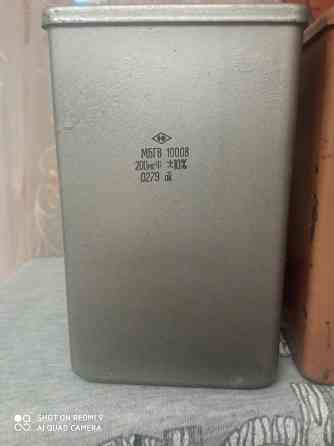 МБГВ 1000В
200мкФ ±10%
0279
SHOT ON REDMI 9
AI QUAD CAMERA